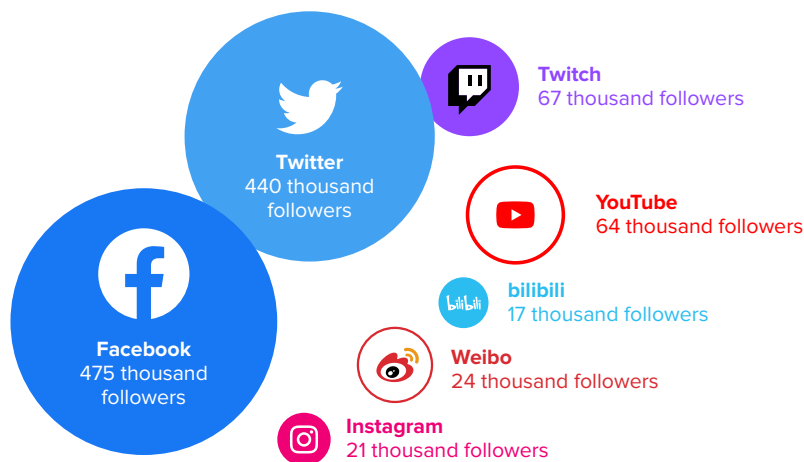 Twitch
67 thousand followers
Twitter
440 thousand
followers
YouTube
64 thousand followers
bilibili
bilibili
17 thousand followers
Facebook
475 thousand
followers
Weibo
24 thousand followers
Instagram
21 thousand followers